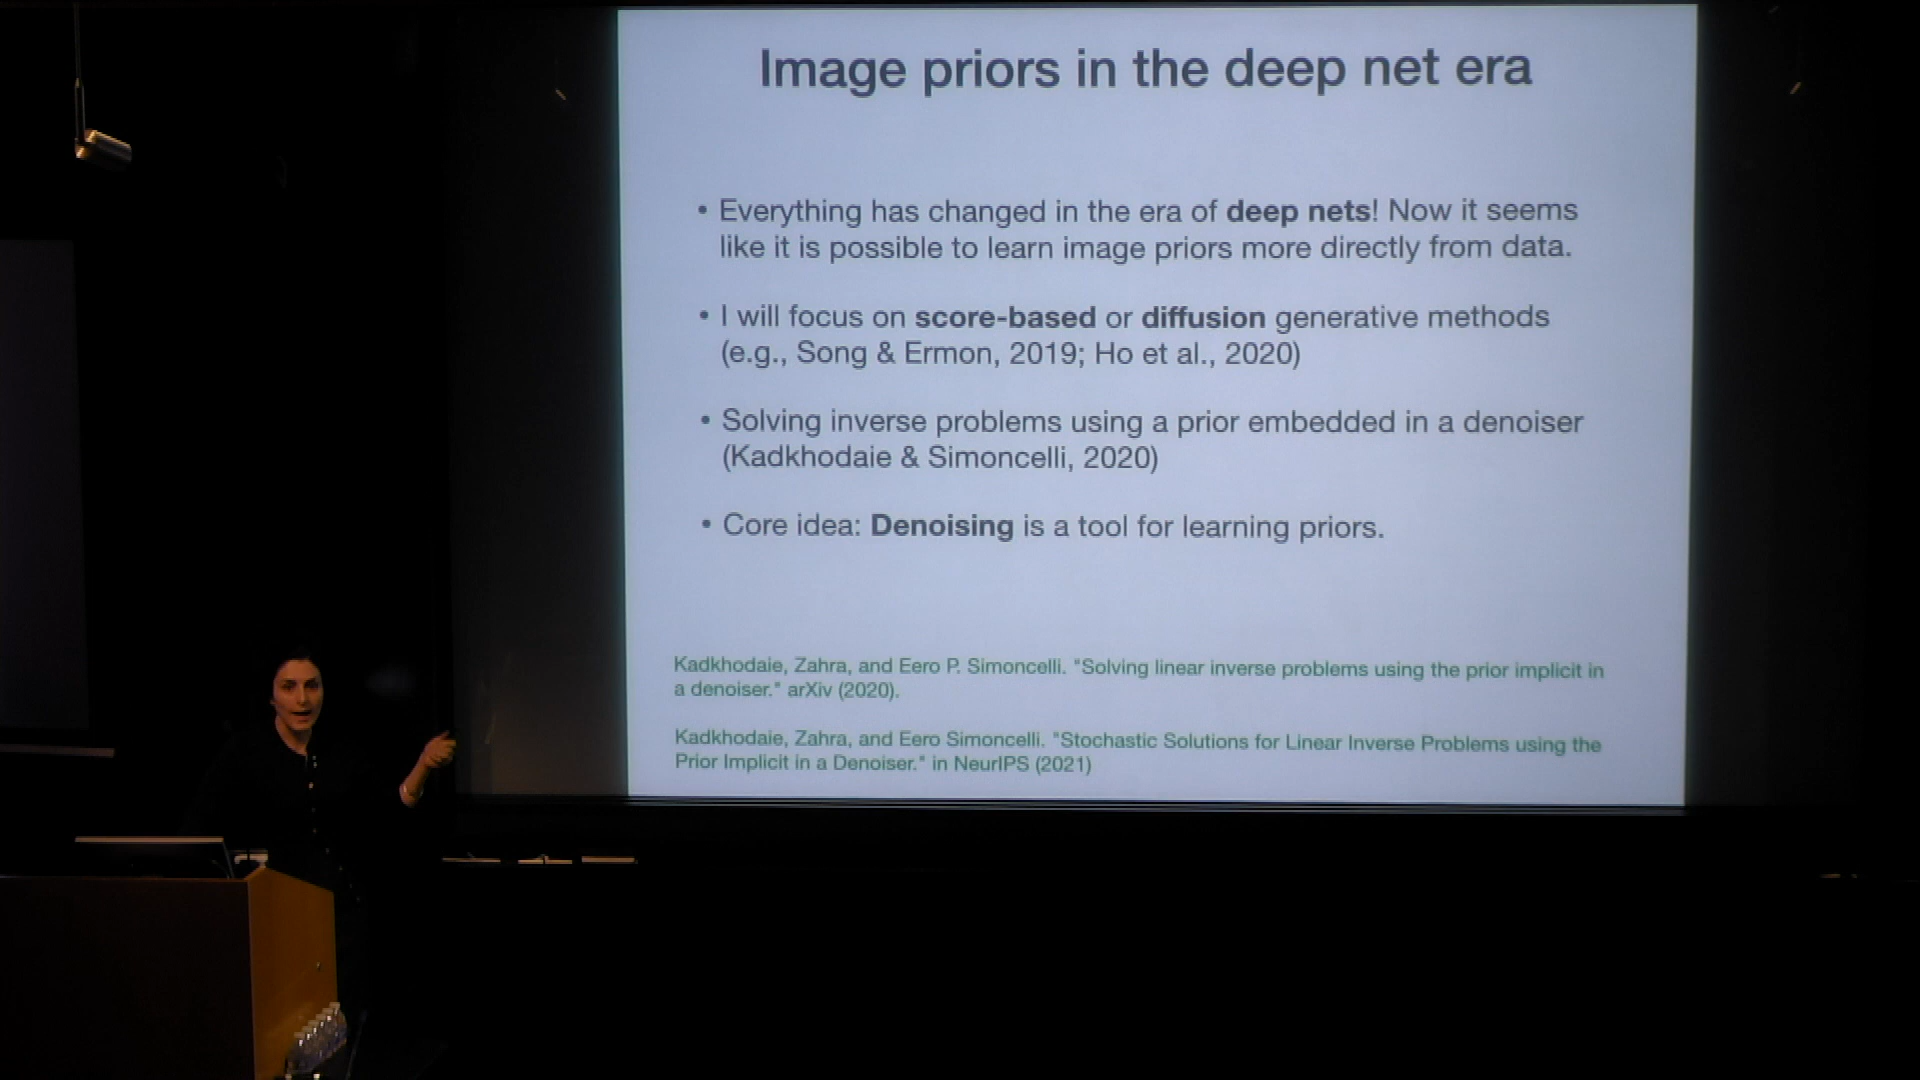 Image priors in the deep net era
• Everything has changed in the era of deep nets! Now it seems
like it is possible to learn image priors more directly from data.
• I will focus on score-based or diffusion generative methods
(e.g., Song & Ermon, 2019; Ho et al., 2020)
• Solving inverse problems using a prior embedded in a denoiser
(Kadkhodaie & Simoncelli, 2020)
• Core idea: Denoising is a tool for learning priors.
Kadkhodaie, Zahra, and Eero P. Simoncelli. "Solving linear inverse problems using the prior implicit in
a denoiser." arXiv (2020).
Kadkhodaie, Zahra, and Eero Simoncelli. "Stochastic Solutions for Linear Inverse Problems using the
Prior Implicit in a Denoiser." in NeurIPS (2021)